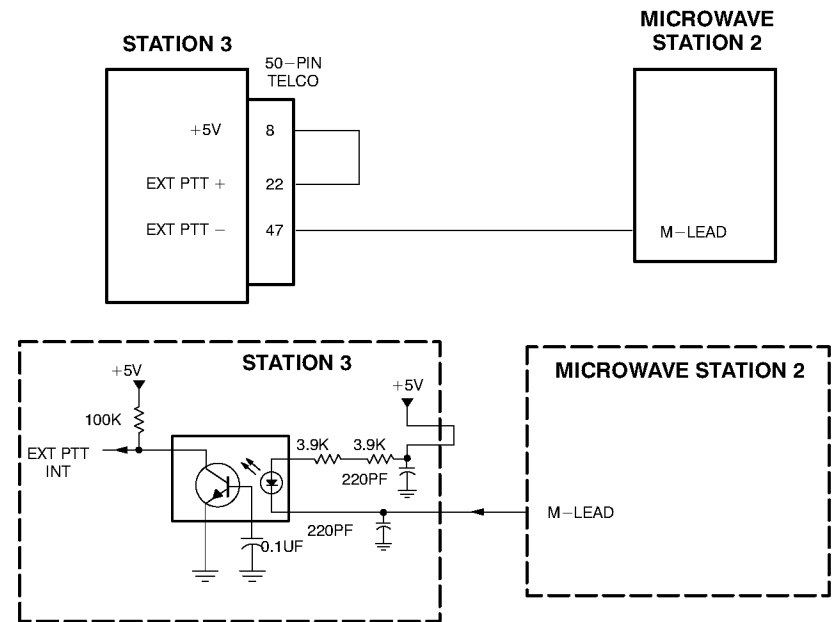 MICROWAVE
STATION 2
STATION 3
50–PIN
TELCO
+5V
8
EXT PTT +
22
EXT PTT –
47
M–LEAD
STATION 3
MICROWAVE STATION 2
+5V
+5V
100K
3.9K
3.9K
EXT PTT
INT
220PF
220PF
M–LEAD
0.1UF